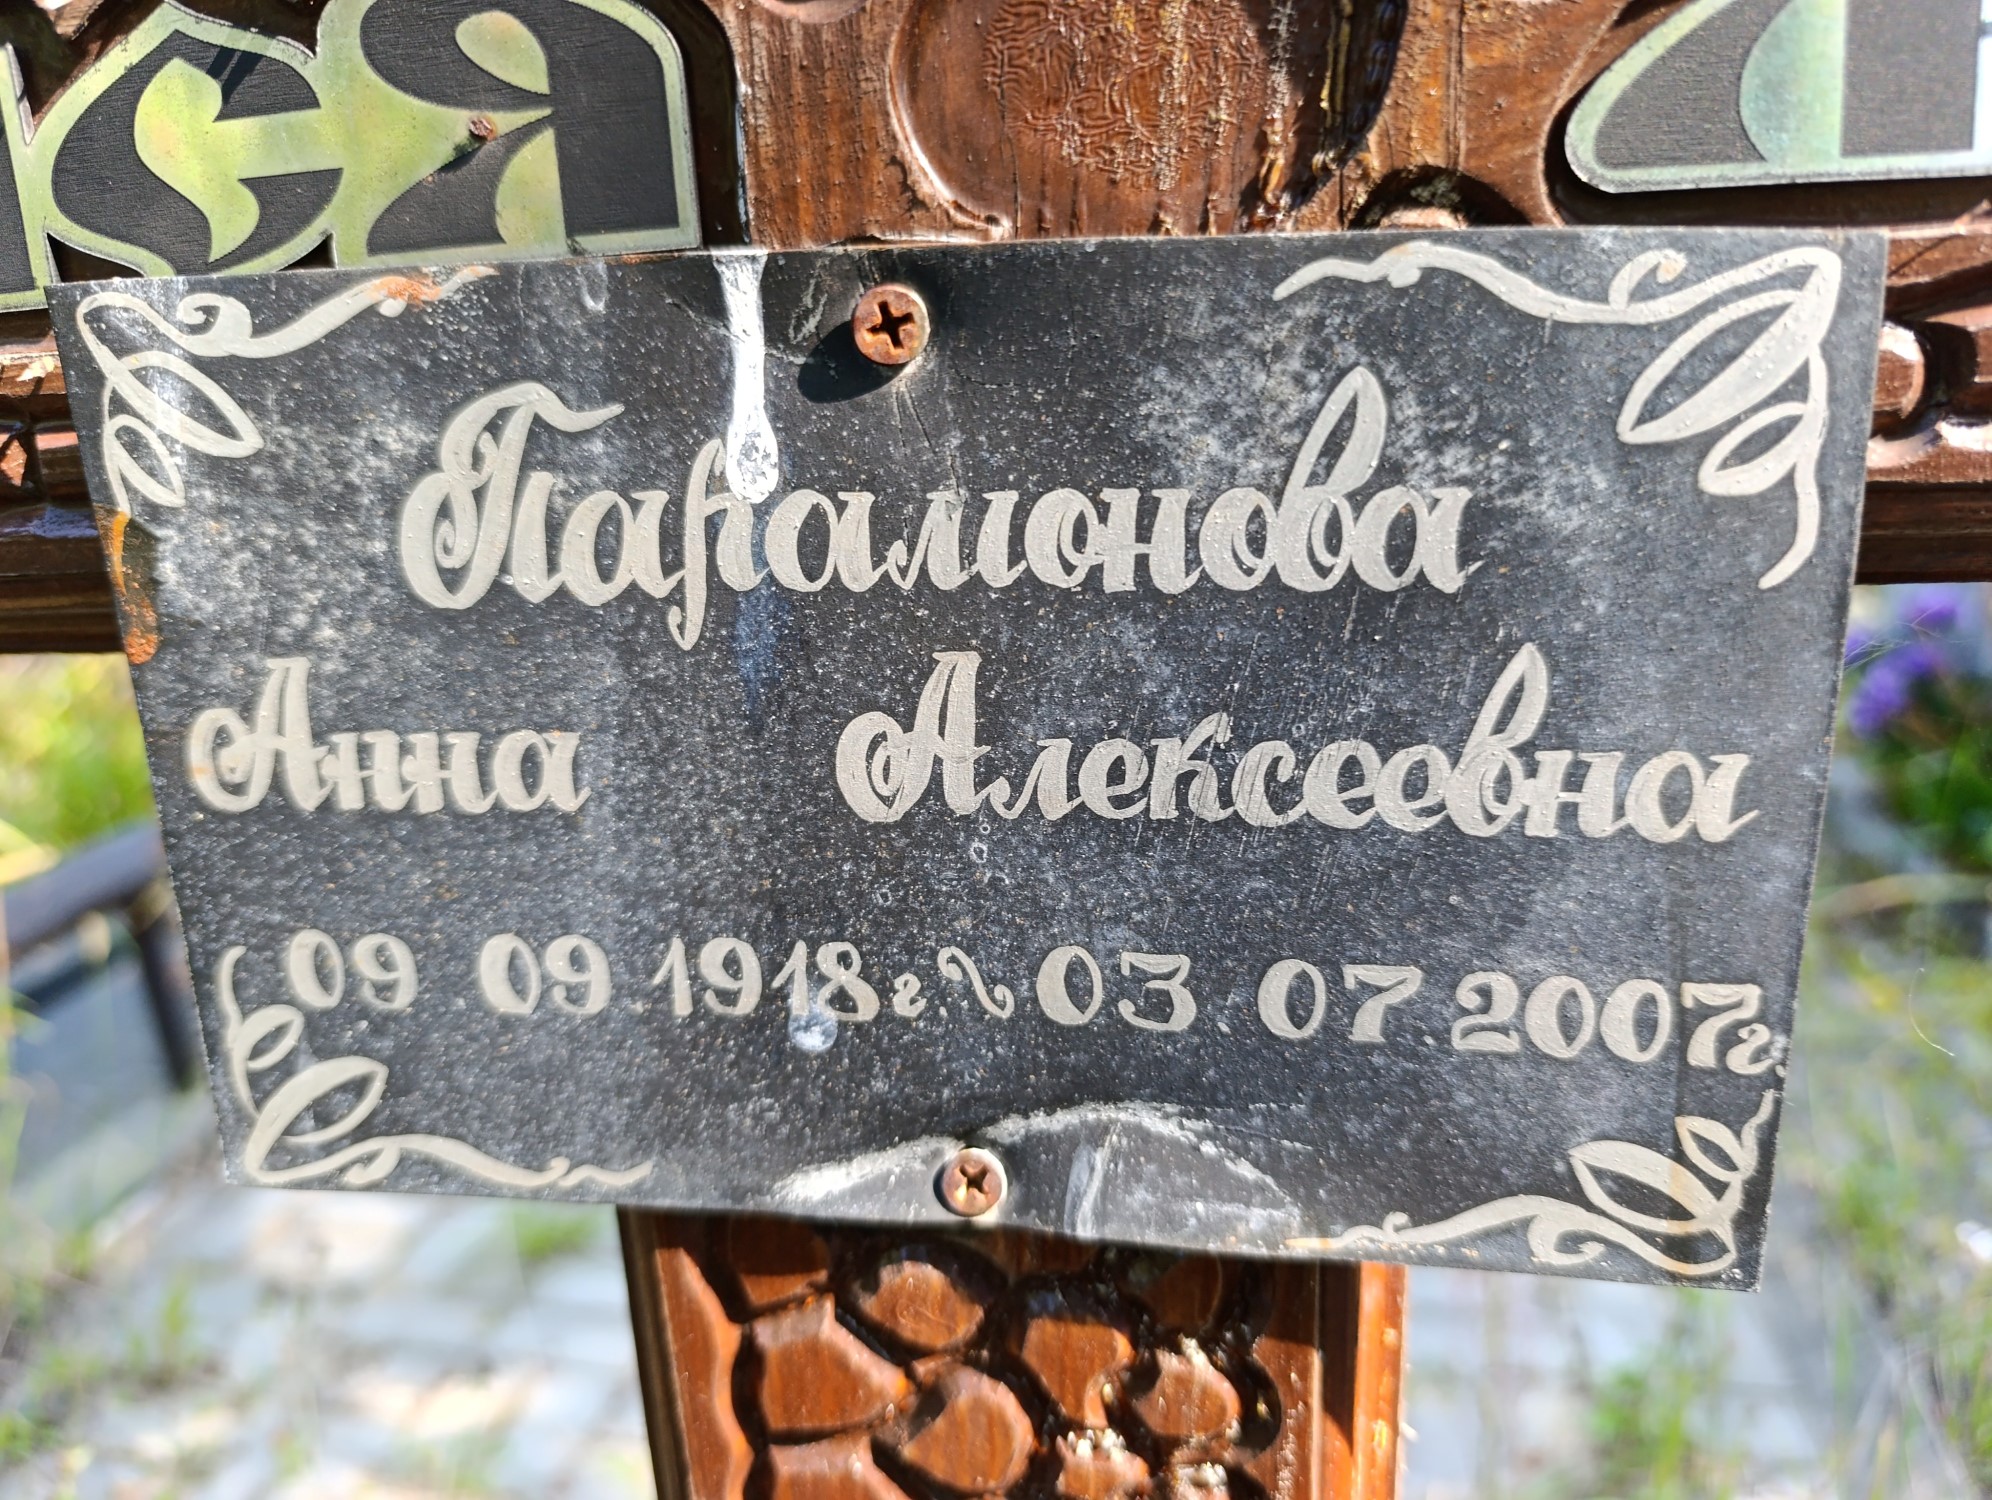 Парамонова
Анна Алексеевна
09 09 1918г ~ 03 07 2007г.